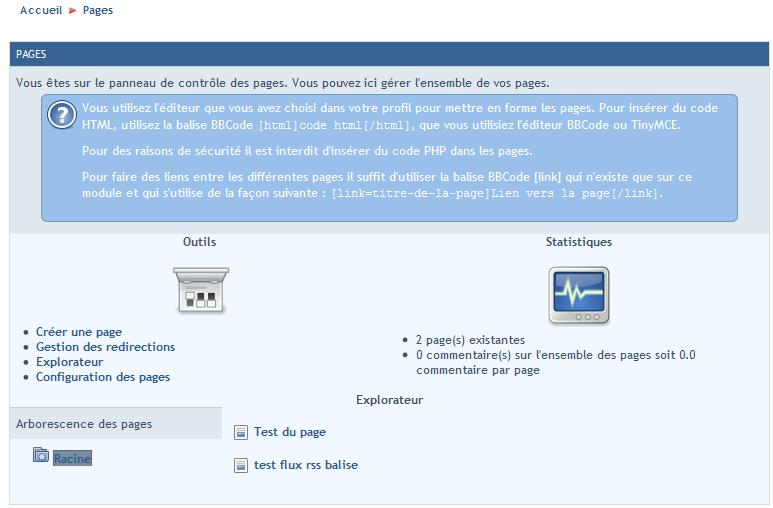 Accueil ► Pages
PAGES
Vous êtes sur le panneau de contrôle des pages. Vous pouvez ici gérer l'ensemble de vos pages.
Vous utilisez l'éditeur que vous avez choisi dans votre profil pour mettre en forme les pages. Pour insérer du code
HTML, utilisez la balise BBCode [html]code html[/html], que vous utilisiez l'éditeur BBCode ou TinyMCE.
Pour des raisons de sécurité il est interdit d'insérer du code PHP dans les pages.
Pour faire des liens entre les différentes pages il suffit d'utiliser la balise BBCode [link] qui n'existe que sur ce
module et qui s'utilise de la façon suivante : [link=titre-de-la-page]Lien vers la page[/link].
Outils
Créer une page
Gestion des redirections
Explorateur
Configuration des pages
Statistiques
2 page(s) existantes
0 commentaire(s) sur l'ensemble des pages soit 0.0
commentaire par page
Explorateur
Arborescence des pages
Racine
Test du page
test flux rss balise